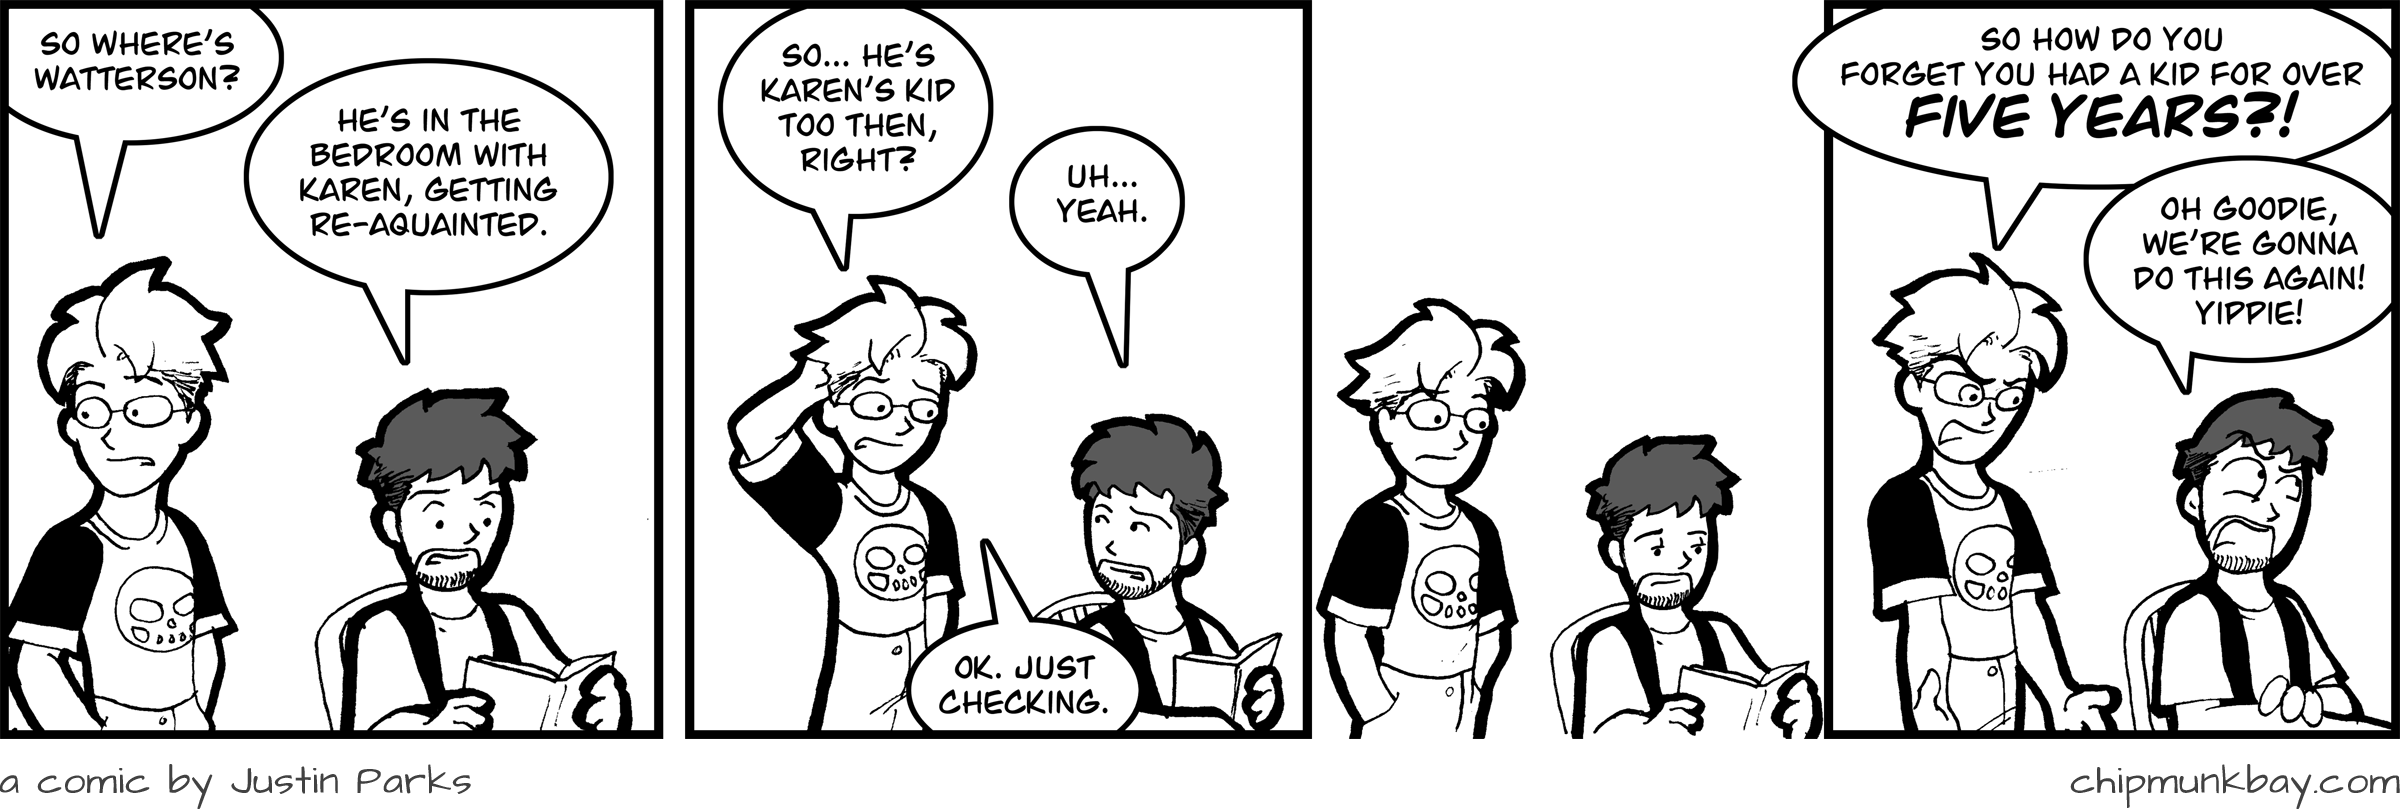 SO WHERE'S
WATTERSON?
HE'S IN THE
BEDROOM WITH
KAREN, GETTING
RE-AQUAINTED.
SO... HE'S
KAREN'S KID
TOO THEN,
RIGHT?
UH...
YEAH.
OK. JUST
CHECKING.
SO HOW DO YOU
FORGET YOU HAD A KID FOR OVER
FIVE YEARS?!
OH GOODIE,
WE'RE GONNA
DO THIS AGAIN!
YIPPIE!
a comic by Justin Parks
chipmunkbay.com